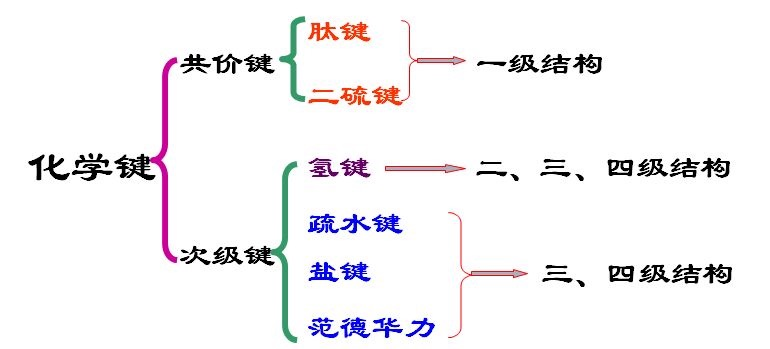 化学键
共价键
肽键
二硫键
一级结构
次级键
氢键
二、三、四级结构
疏水键
盐键
范德华力
三、四级结构